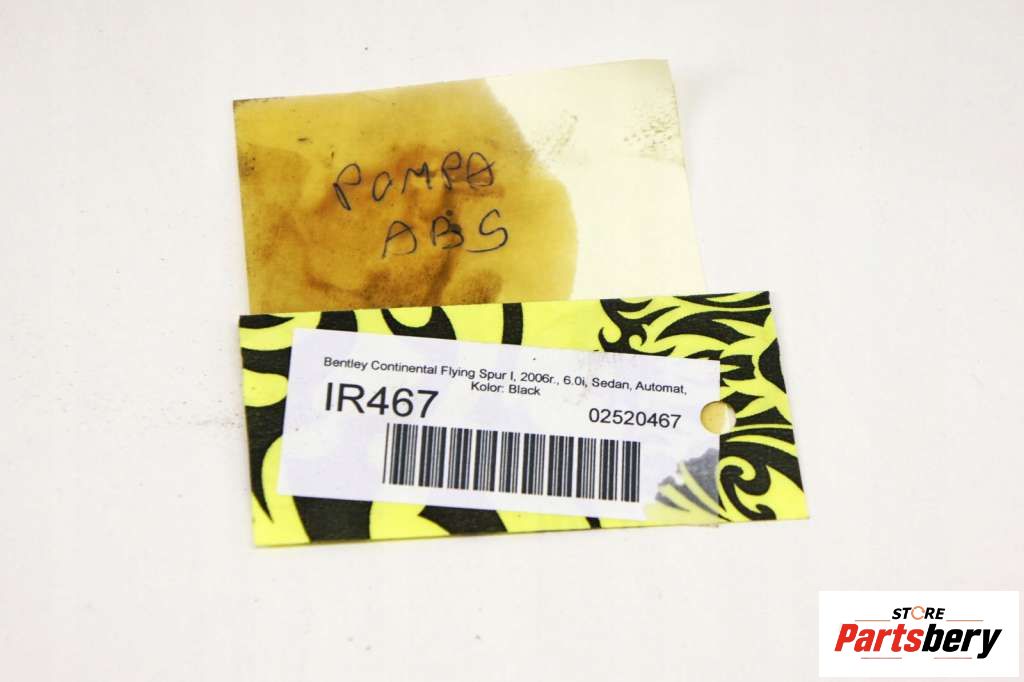 POMPA
ABS
Bentley Continental Flying Spur I, 2006r., 6.0i, Sedan, Automat,
Kolor: Black
IR467
02520467
STORE
Partsbery